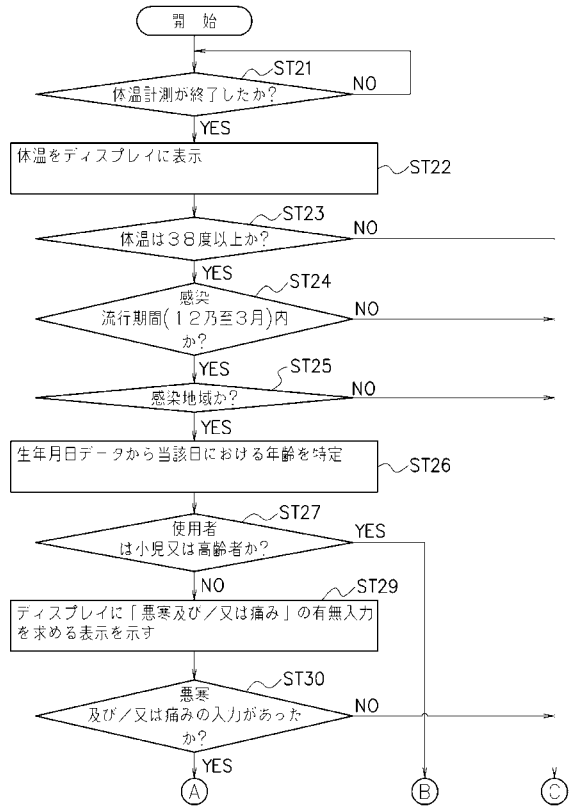 開 始
ST21
体温計測が終了したか?
NO
YES
体温をディスプレイに表示
ST22
ST23
体温は38度以上か?
NO
YES
ST24
感染
流行期間(12乃至3月)内
か?
NO
YES
ST25
感染地域か?
NO
YES
生年月日データから当該日における年齢を特定
ST26
ST27
使用者
は小児又は高齢者か?
YES
NO
ST29
ディスプレイに「悪寒及び/又は痛み」の有無入力
を求める表示を示す
ST30
悪寒
及び/又は痛みの入力があった
か?
NO
YES
A
B
C